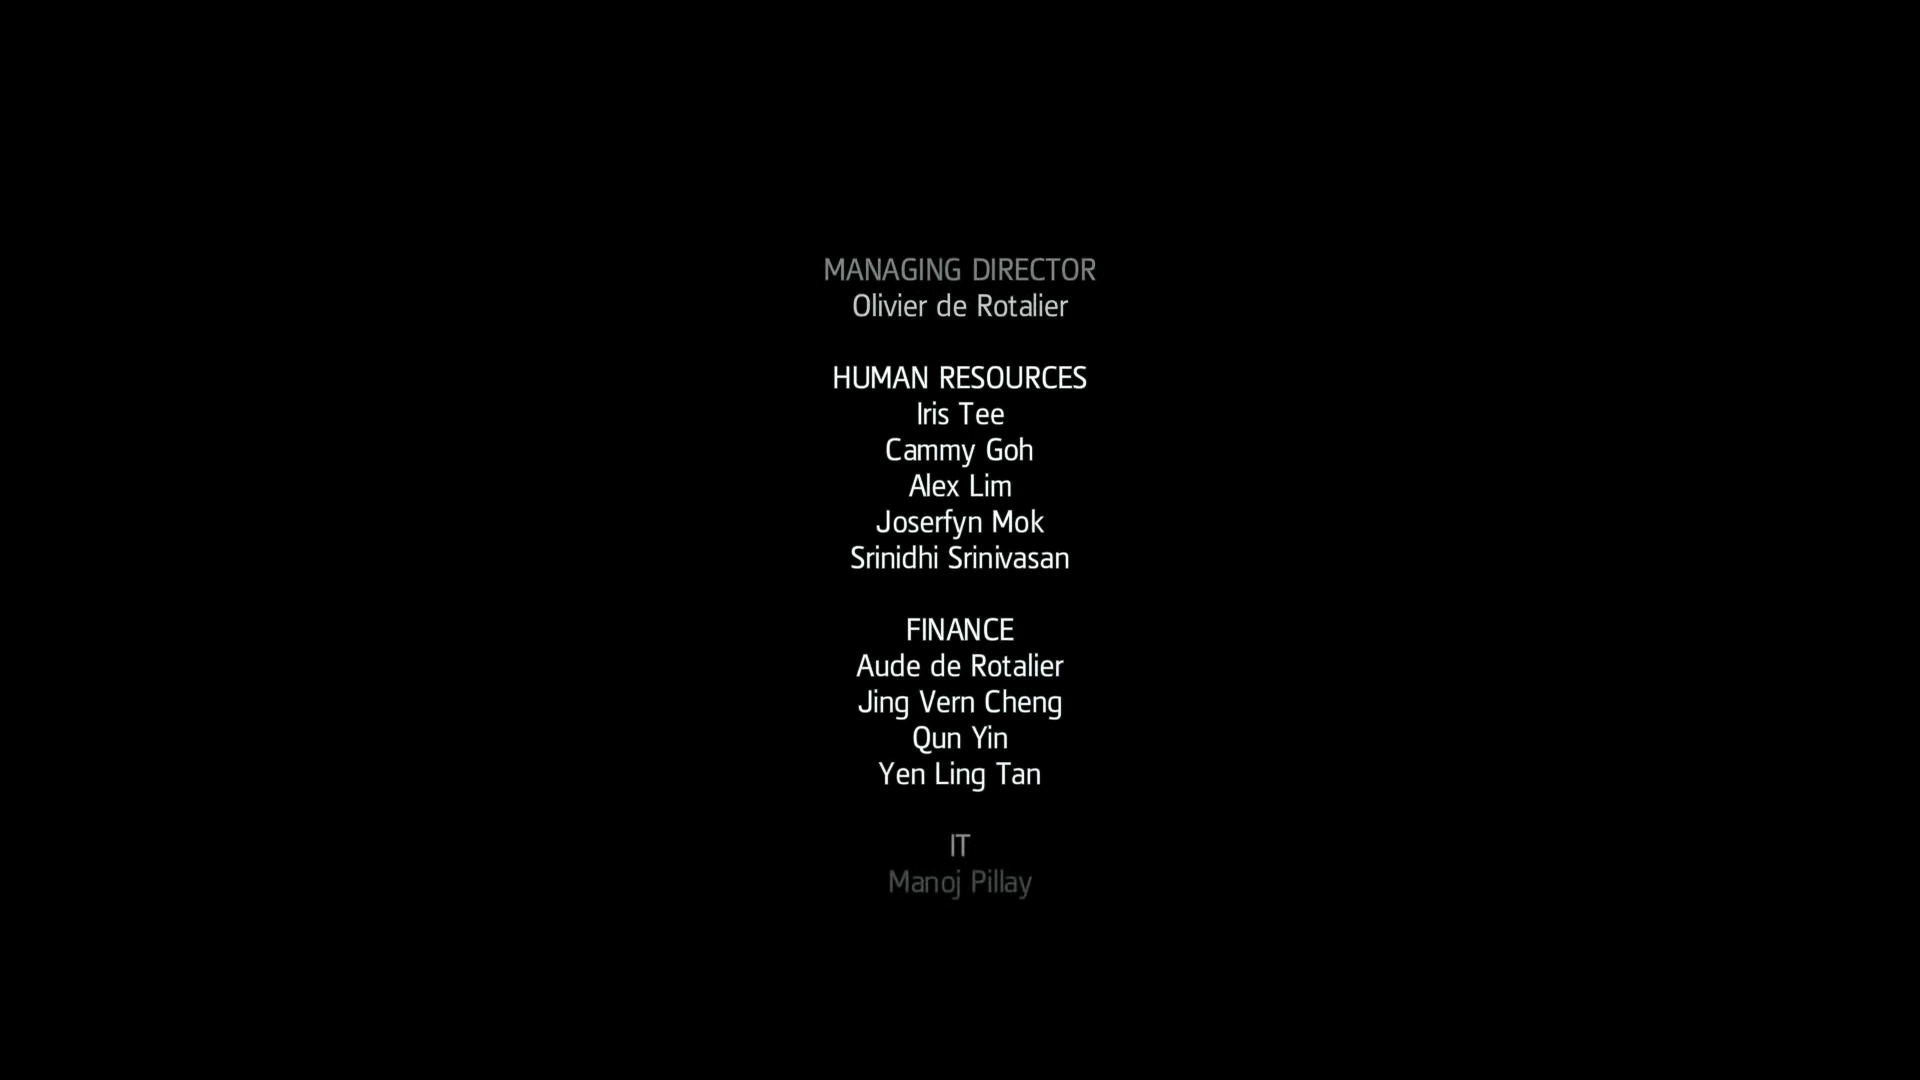 MANAGING DIRECTOR
Olivier de Rotalier
HUMAN RESOURCES
Iris Tee
Cammy Goh
Alex Lim
Joserfyn Mok
Srinidhi Srinivasan
FINANCE
Aude de Rotalier
Jing Vern Cheng
Qun Yin
Yen Ling Tan
IT
Manoj Pillay